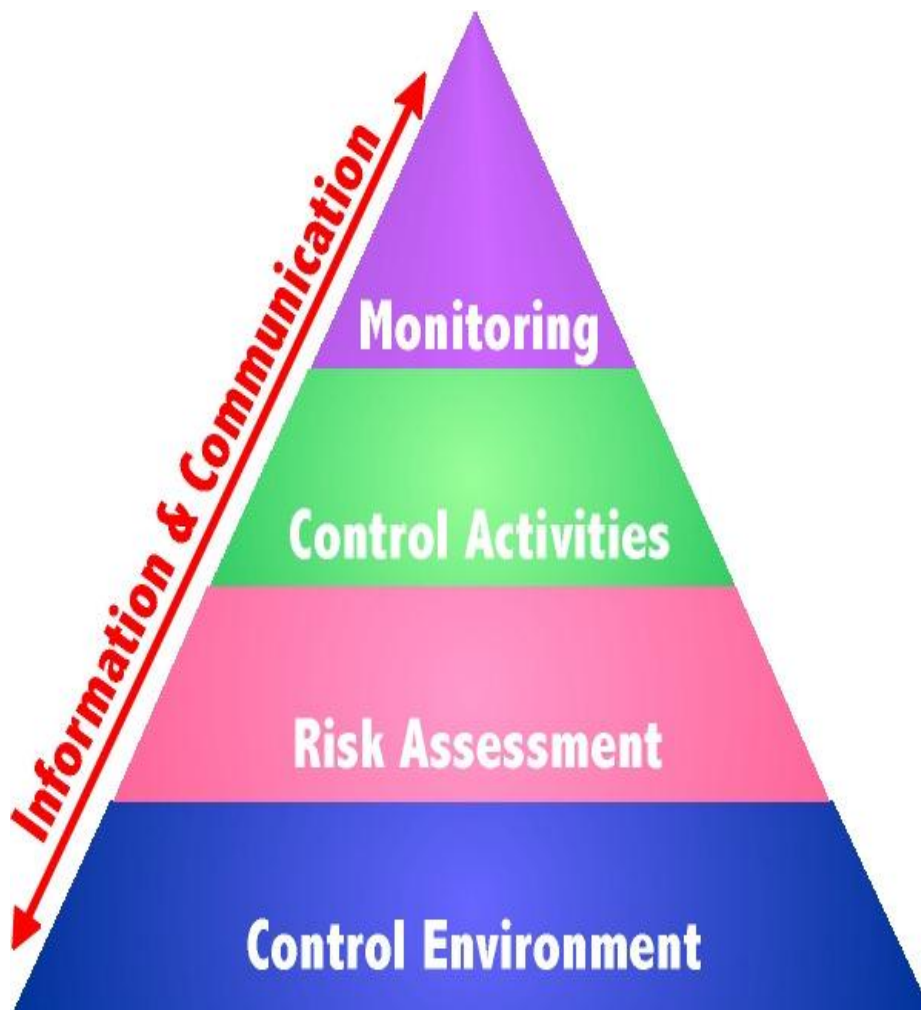 Information & Communication
Monitoring
Control Activities
Risk Assessment
Control Environment